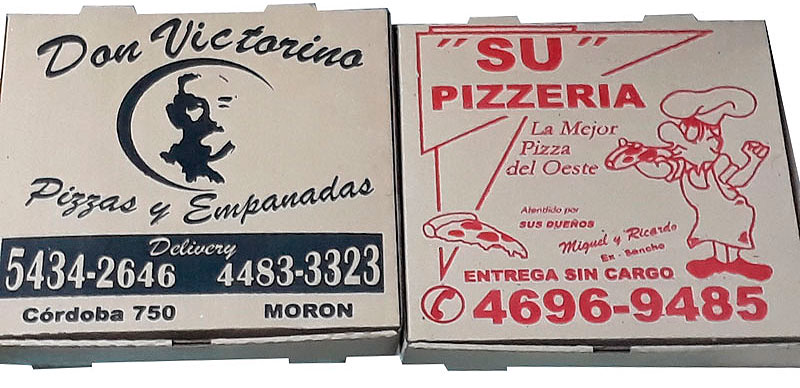 Don Victorino
Pizzas y Empanadas
Delivery
5434-2646 4483-3323
Córdoba 750 MORON
"SU"
PIZZERIA
La Mejor
Pizza
del Oeste
Atendido por
SUS DUEÑOS
Miguel y Ricardo
Ex - Sancho
ENTREGA SIN CARGO
4696-9485